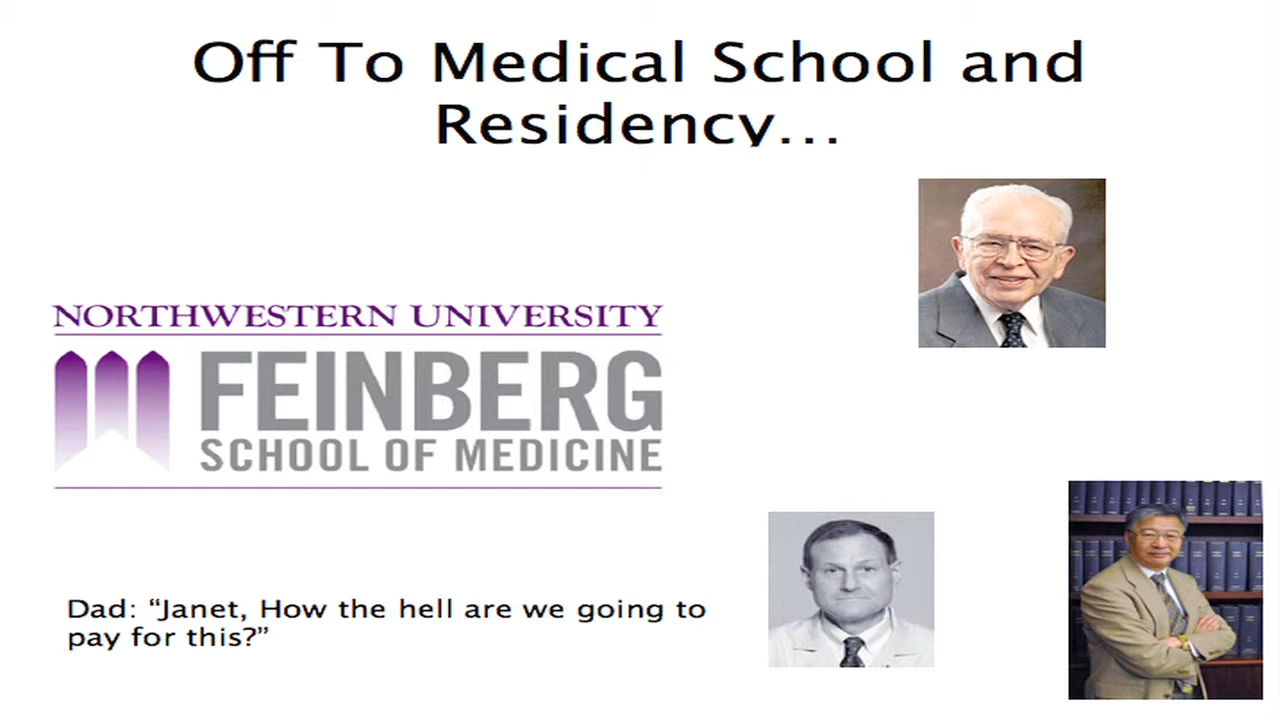 Off To Medical School and
Residency...
NORTHWESTERN UNIVERSITY
FEINBERG
SCHOOL OF MEDICINE
Dad: “Janet, How the hell are we going to
pay for this?”